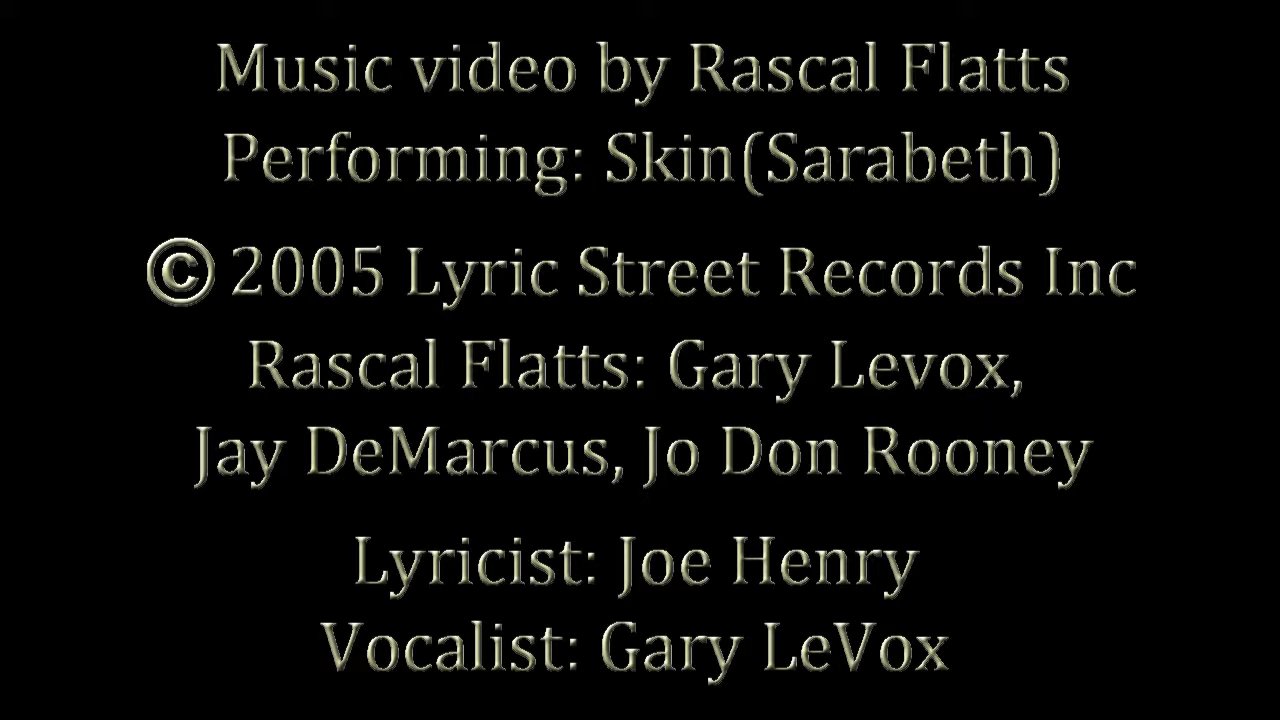 Music video by Rascal Flatts
Performing: Skin(Sarabeth)
© 2005 Lyric Street Records Inc
Rascal Flatts: Gary Levox,
Jay DeMarcus, Jo Don Rooney
Lyricist: Joe Henry
Vocalist: Gary LeVox